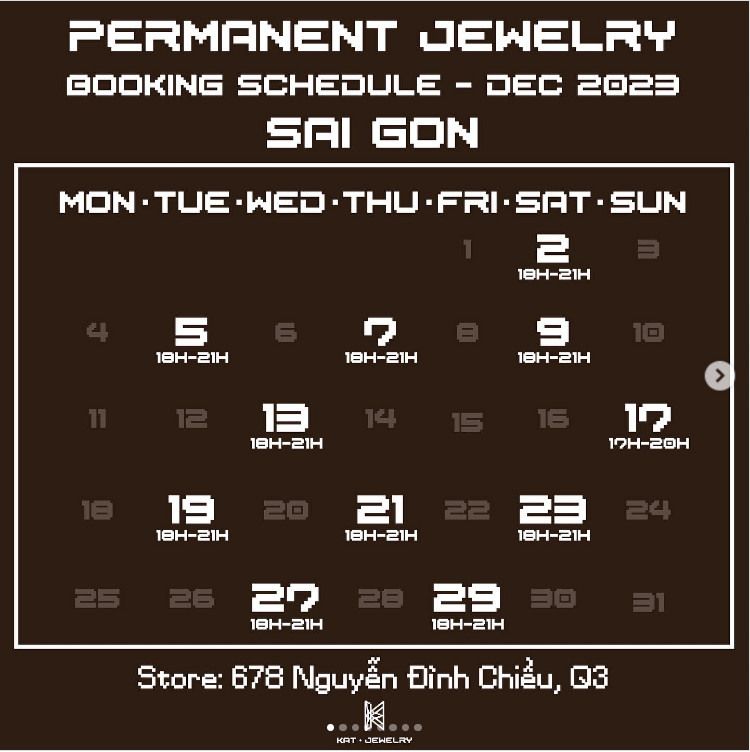 PERMANENT JEWELRY
BOOKING SCHEDULE - DEC 2023
SAI GON
MON·TUE·WED·THU·FRI·SAT·SUN
1 2 3
18H-21H
4 5 6 7 8 9 10
18H-21H 18H-21H 18H-21H
11 12 13 14 15 16 17
18H-21H 17H-20H
18 19 20 21 22 23 24
18H-21H 18H-21H 18H-21H
25 26 27 28 29 30 31
18H-21H 18H-21H
Store: 678 Nguyễn Đình Chiểu, Q3
KAT · JEWELRY